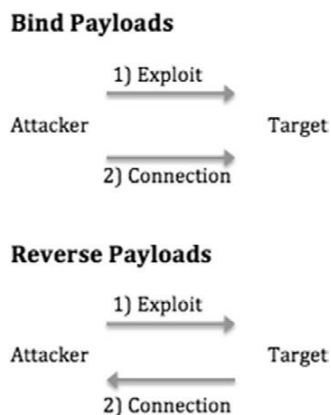 Bind Payloads
1) Exploit
Attacker Target
2) Connection
Reverse Payloads
1) Exploit
Attacker Target
2) Connection